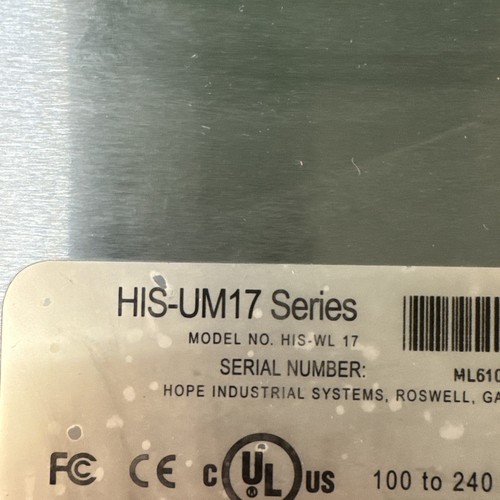 HIS-UM17 Series
MODEL NO. HIS-WL 17
SERIAL NUMBER:
ML610
HOPE INDUSTRIAL SYSTEMS, ROSWELL, GA
FC CE c UL ® US 100 to 240